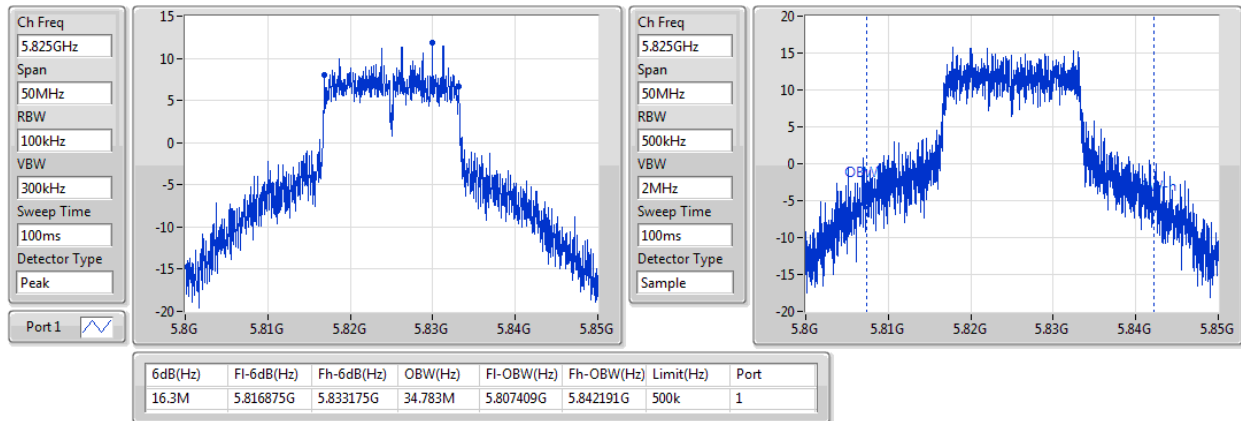 Ch Freq
5.825GHz
Span
50MHz
RBW
100kHz
VBW
300kHz
Sweep Time
100ms
Detector Type
Peak
Port 1
15
10
5
0
-5
-10
-15
-20
5.8G 5.81G 5.82G 5.83G 5.84G 5.85G
Ch Freq
5.825GHz
Span
50MHz
RBW
500kHz
VBW
2MHz
Sweep Time
100ms
Detector Type
Sample
20
15
10
5
0
-5
-10
-15
-20
OBW
5.8G 5.81G 5.82G 5.83G 5.84G 5.85G
6dB(Hz) Fl-6dB(Hz) Fh-6dB(Hz) OBW(Hz) Fl-OBW(Hz) Fh-OBW(Hz) Limit(Hz) Port
16.3M 5.816875G 5.833175G 34.783M 5.807409G 5.842191G 500k 1